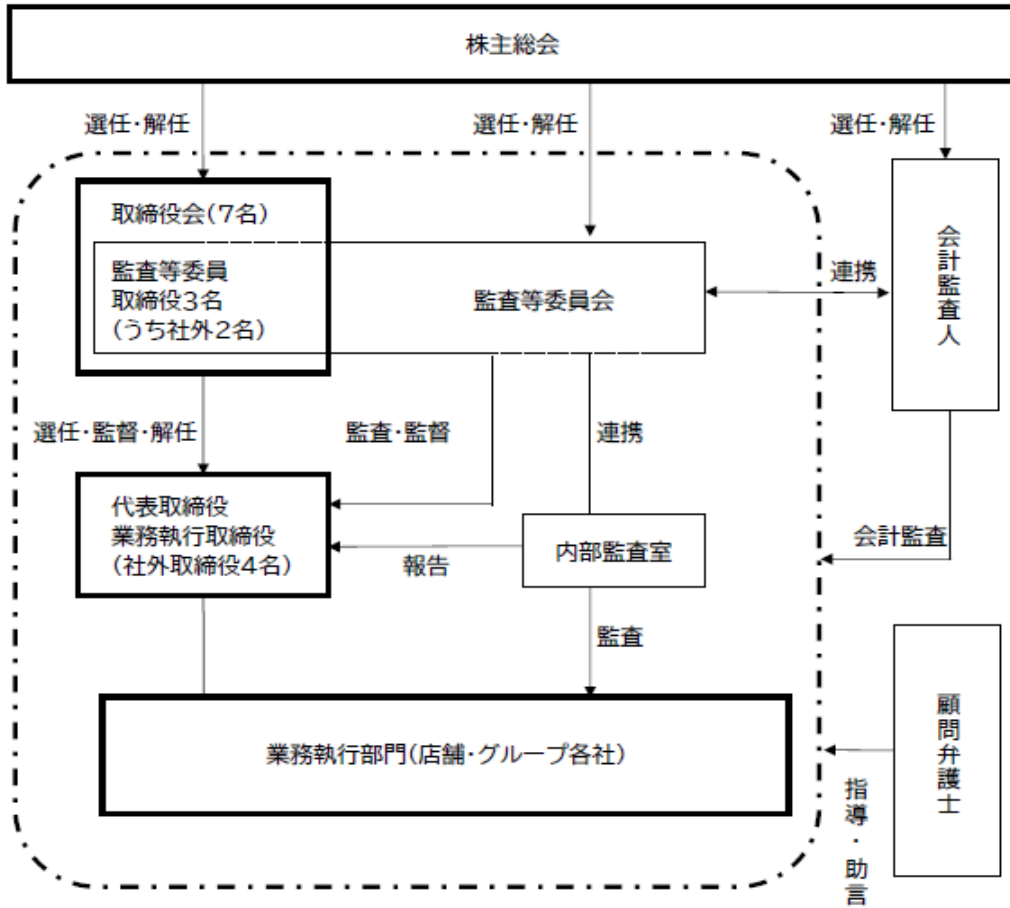 株主総会
選任・解任
選任・解任
選任・解任
取締役会(7名)
監査等委員
取締役3名
(うち社外2名)
監査等委員会
連携
会計監査人
選任・監督・解任
監査・監督
連携
代表取締役
業務執行取締役
(社外取締役4名)
報告
内部監査室
会計監査
監査
業務執行部門(店舗・グループ各社)
顧問弁護士
指導・助言